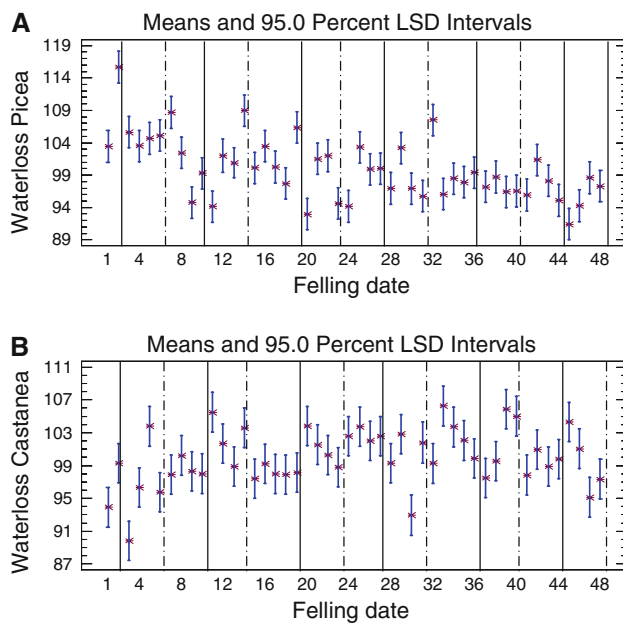 A
Means and 95.0 Percent LSD Intervals
Waterloss Picea
119
114
109
104
99
94
89
1 4 8 12 16 20 24 28 32 36 40 44 48
Felling date
B
Means and 95.0 Percent LSD Intervals
Waterloss Castanea
111
107
103
99
95
91
87
1 4 8 12 16 20 24 28 32 36 40 44 48
Felling date